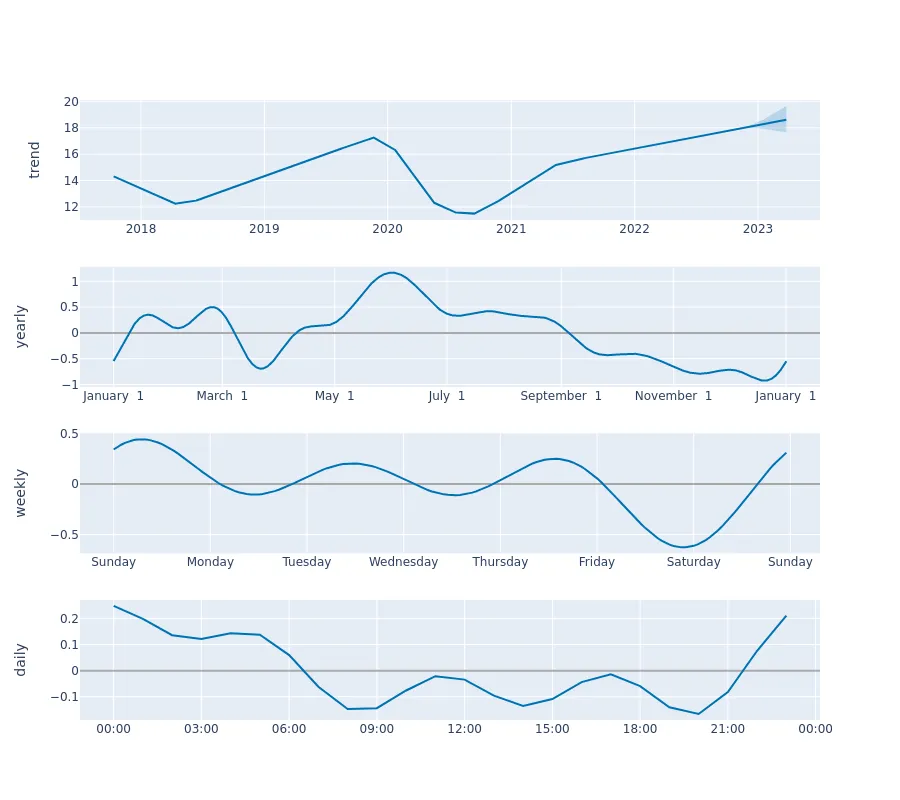 trend
20
18
16
14
12
2018 2019 2020 2021 2022 2023
yearly
1
0.5
0
−0.5
−1
January 1 March 1 May 1 July 1 September 1 November 1 January 1
weekly
0.5
0
−0.5
Sunday Monday Tuesday Wednesday Thursday Friday Saturday Sunday
daily
0.2
0.1
0
−0.1
00:00 03:00 06:00 09:00 12:00 15:00 18:00 21:00 00:00